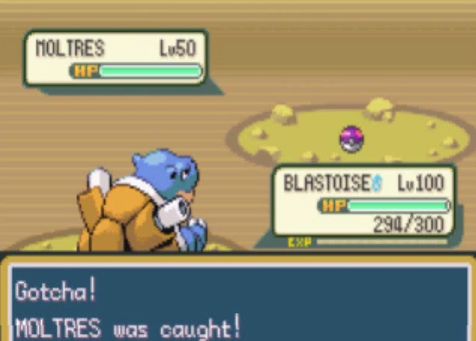 MOLTRES Lv50
HP
BLASTOISE♂ Lv100
HP
294/300
EXP
Gotcha!
MOLTRES was caught!